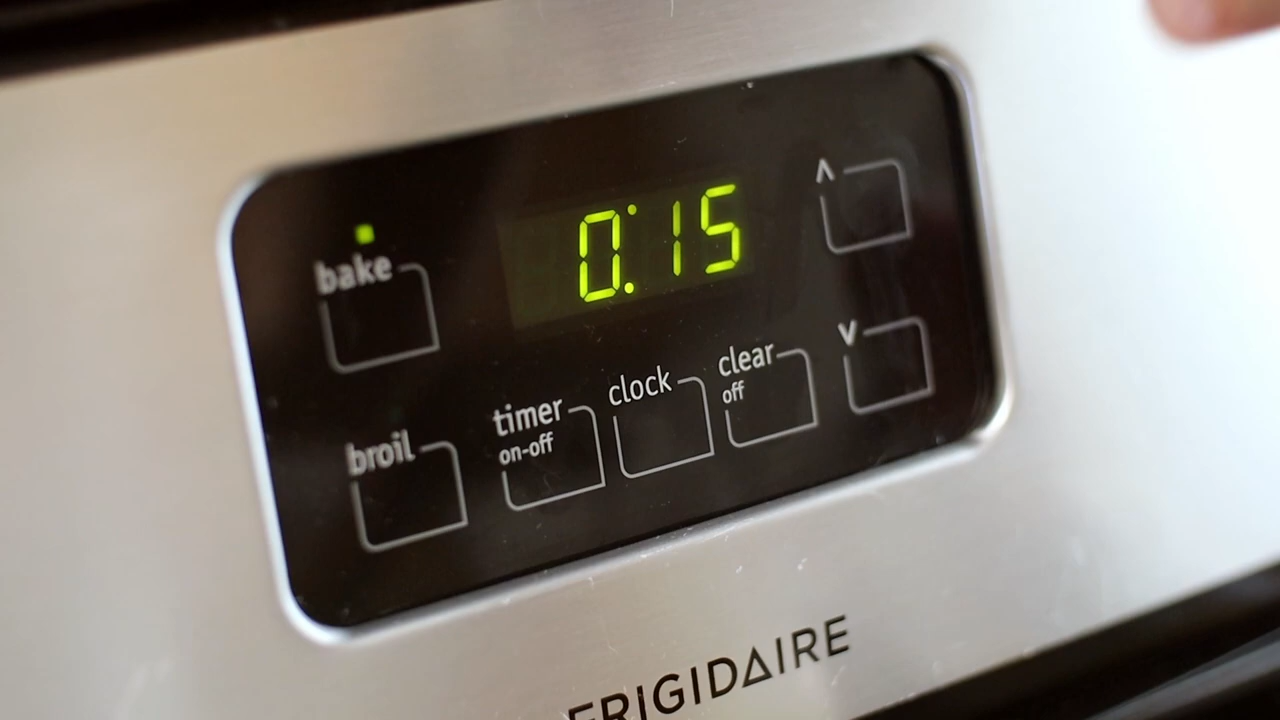 0:15
^
bake
v
clear
off
clock
timer
on-off
broil
FRIGIDAIRE